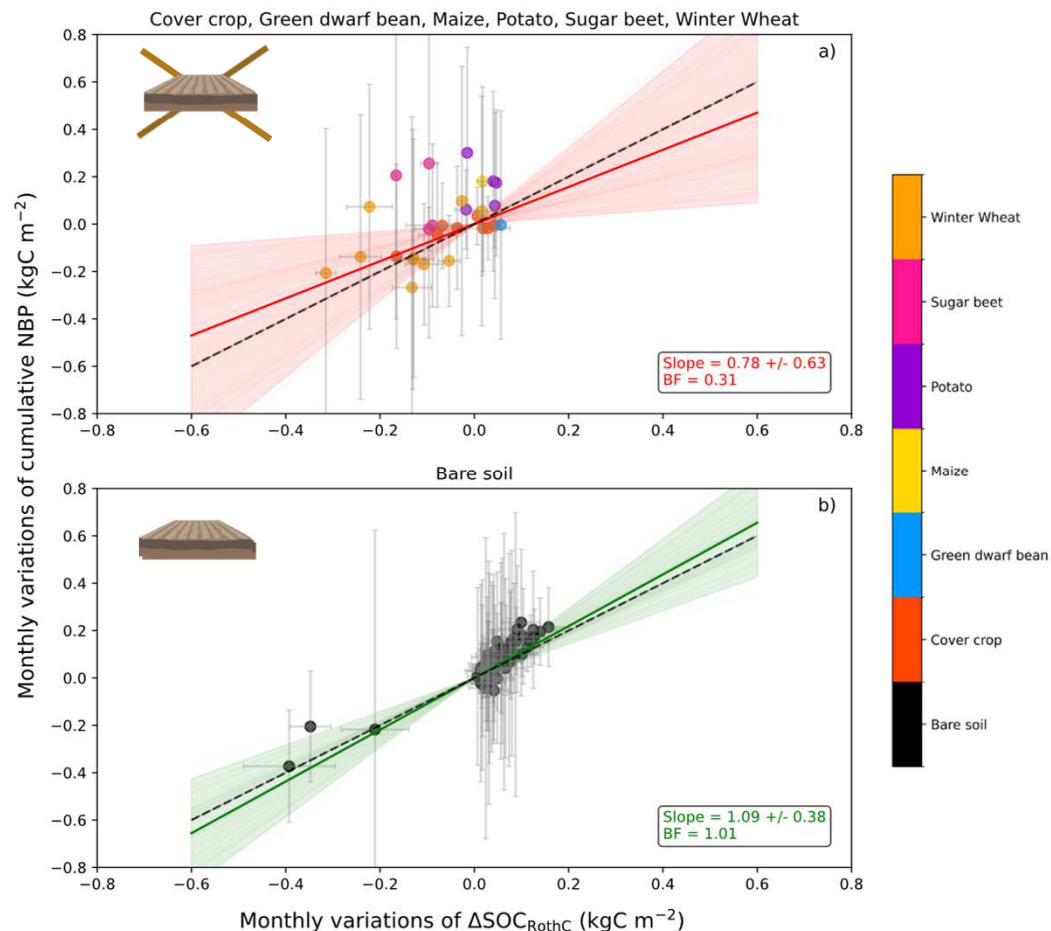 Cover crop, Green dwarf bean, Maize, Potato, Sugar beet, Winter Wheat
a)
0.8
0.6
0.4
0.2
0.0
−0.2
−0.4
−0.6
−0.8
Slope = 0.78 +/- 0.63
BF = 0.31
−0.8
−0.6
−0.4
−0.2
0.0
0.2
0.4
0.6
0.8
Bare soil
b)
0.8
0.6
0.4
0.2
0.0
−0.2
−0.4
−0.6
−0.8
Slope = 1.09 +/- 0.38
BF = 1.01
−0.8
−0.6
−0.4
−0.2
0.0
0.2
0.4
0.6
0.8
Monthly variations of cumulative NBP (kgC m⁻²)
Monthly variations of ΔSOC_RothC (kgC m⁻²)
Winter Wheat
Sugar beet
Potato
Maize
Green dwarf bean
Cover crop
Bare soil